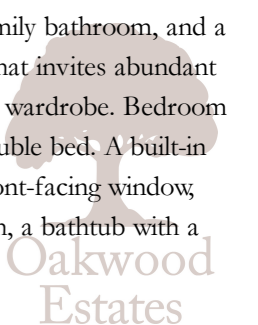 nily bathroom, and a
hat invites abundant
wardrobe. Bedroom
uble bed. A built-in
ont-facing window,
n, a bathtub with a
Oakwood
Estates